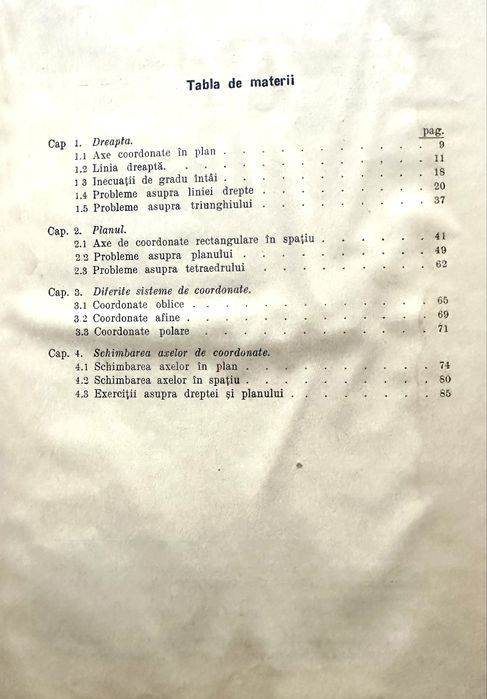 Tabla de materii
pag.
Cap 1. Dreapta.
1.1 Axe coordonate în plan . . . . . . . . . 9
1.2 Linia dreaptă. . . . . . . . . . . 11
1 3 Inecuații de gradu întâi . . . . . . . . . 18
1.4 Probleme asupra liniei drepte . . . . . . . 20
1.5 Probleme asupra triunghiului . . . . . . . 37
Cap. 2. Planul.
2.1 Axe de coordonate rectangulare în spațiu . . . . . 41
2.2 Probleme asupra planului . . . . . . . . 49
2.3 Probleme asupra tetraedrului . . . . . . . 62
Cap. 3. Diferite sisteme de coordonate.
3.1 Coordonate oblice . . . . . . . . . . 65
3.2 Coordonate afine . . . . . . . . . . . 69
3.3 Coordonate polare . . . . . . . . . 71
Cap. 4. Schimbarea axelor de coordonate.
4.1 Schimbarea axelor în plan . . . . . . . . 74
4.2 Schimbarea axelor în spațiu . . . . . . . . 80
4.3 Exerciții asupra dreptei și planului . . . . . . 85